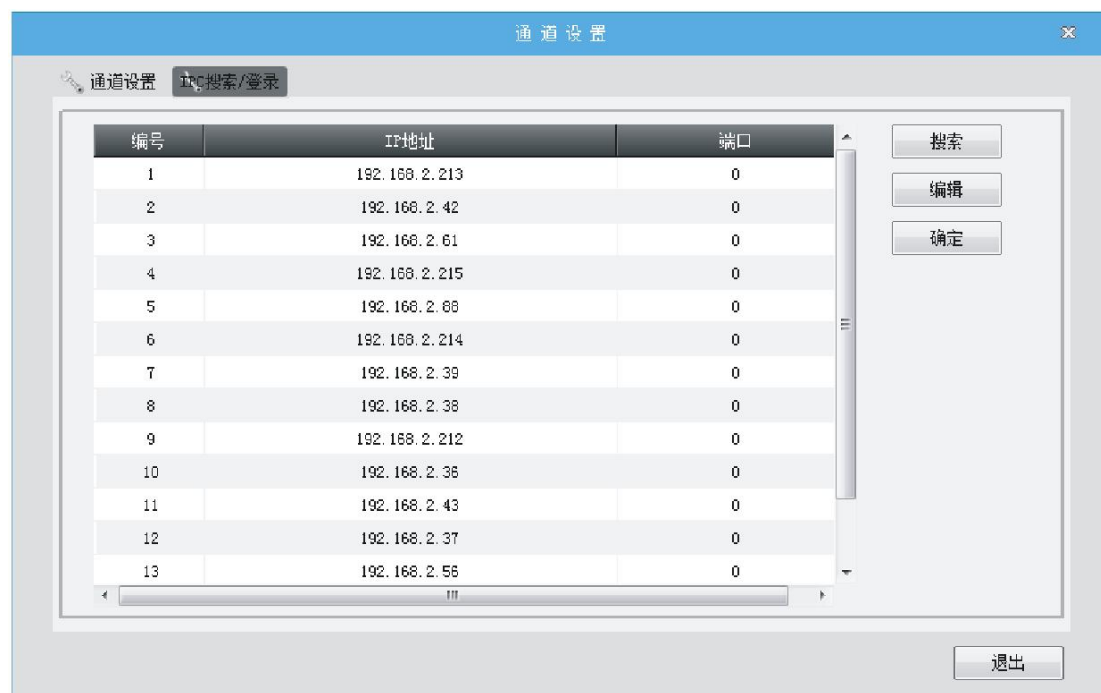 通道设置
通道设置 IPC搜索/登录
编号 IP地址 端口
搜索
1 192.168.2.213 0
编辑
2 192.168.2.42 0
3 192.168.2.61 0
确定
4 192.168.2.215 0
5 192.168.2.88 0
6 192.168.2.214 0
7 192.168.2.39 0
8 192.168.2.38 0
9 192.168.2.212 0
10 192.168.2.36 0
11 192.168.2.43 0
12 192.168.2.37 0
13 192.168.2.56 0
退出